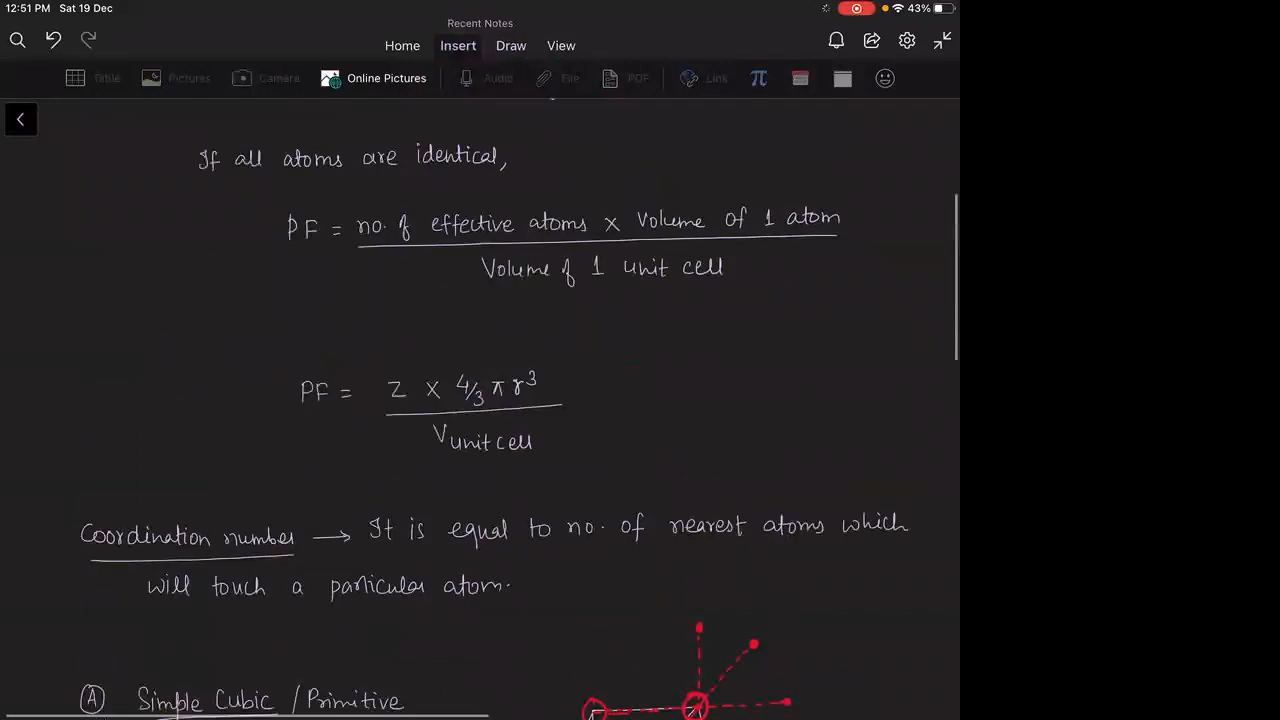 12:51 PM Sat 19 Dec
43%
Recent Notes
Home Insert Draw View
Table Pictures Camera Online Pictures Audio File PDF Link π
If all atoms are identical,
PF = no. of effective atoms x Volume of 1 atom
Volume of 1 unit cell
PF = Z x 4/3 π r³
V unit cell
Coordination number → It is equal to no. of nearest atoms which
will touch a particular atom.
A Simple Cubic / Primitive